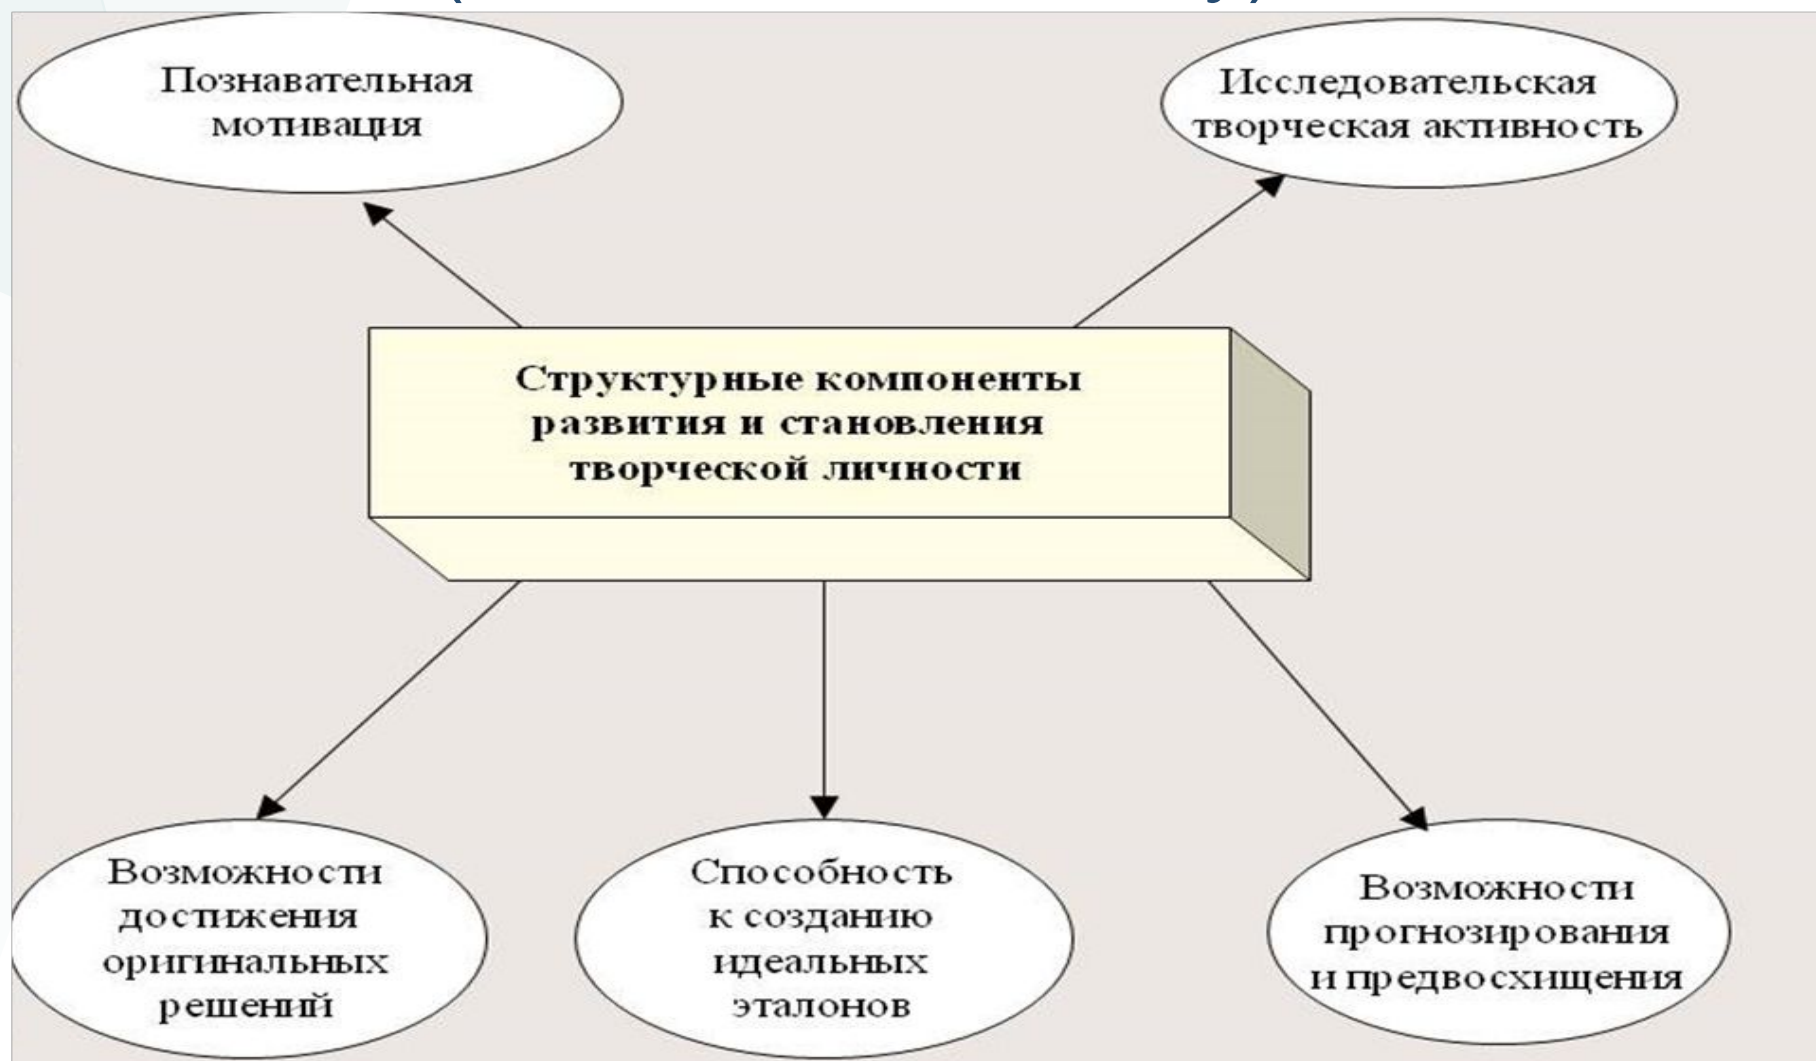 Познавательная
мотивация
Исследовательская
творческая активность
Структурные компоненты
развития и становления
творческой личности
Возможности
достижения
оригинальных
решений
Способность
к созданию
идеальных
эталонов
Возможности
прогнозирования
и предвосхищения